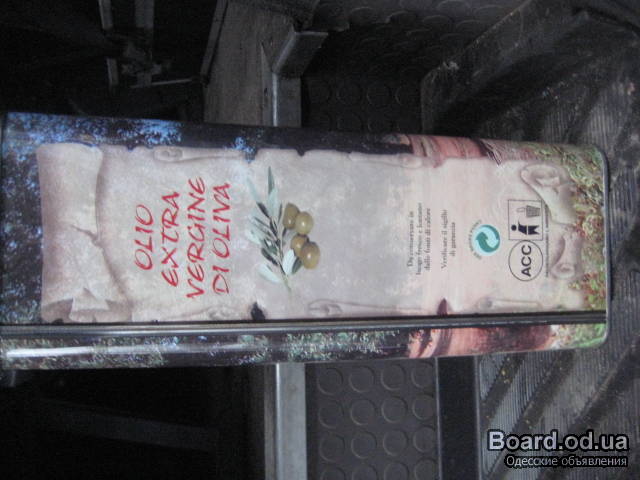 OLIO
EXTRA
VERGINE
DI OLIVA
Da conservare in
luogo fresco e lontano
dalle fonti di calore
Verificare il sigillo
di garanzia
ACC
Board.od.ua
Одесские объявления